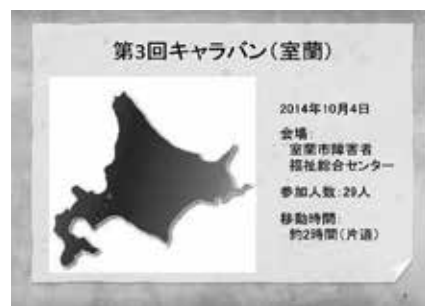 第3回キャラバン(室蘭)
2014年10月4日
会場:
室蘭市障害者
福祉総合センター
参加人数:29人
移動時間:
約2時間(片道)